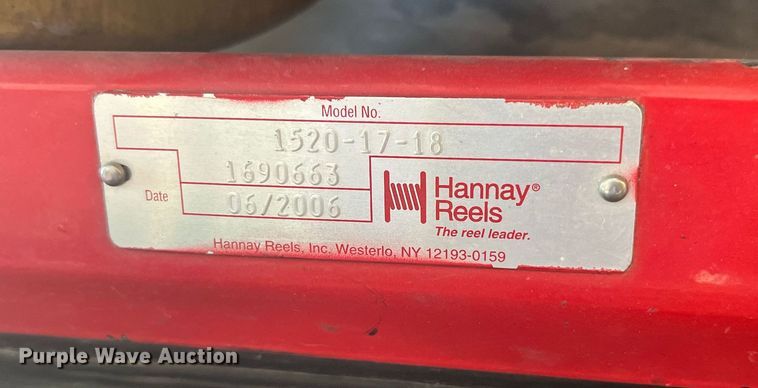 Model No.
1520-17-18
1690663
Date 06/2006
Hannay®
Reels
The reel leader.
Hannay Reels, Inc. Westerlo, NY 12193-0159
Purple Wave Auction